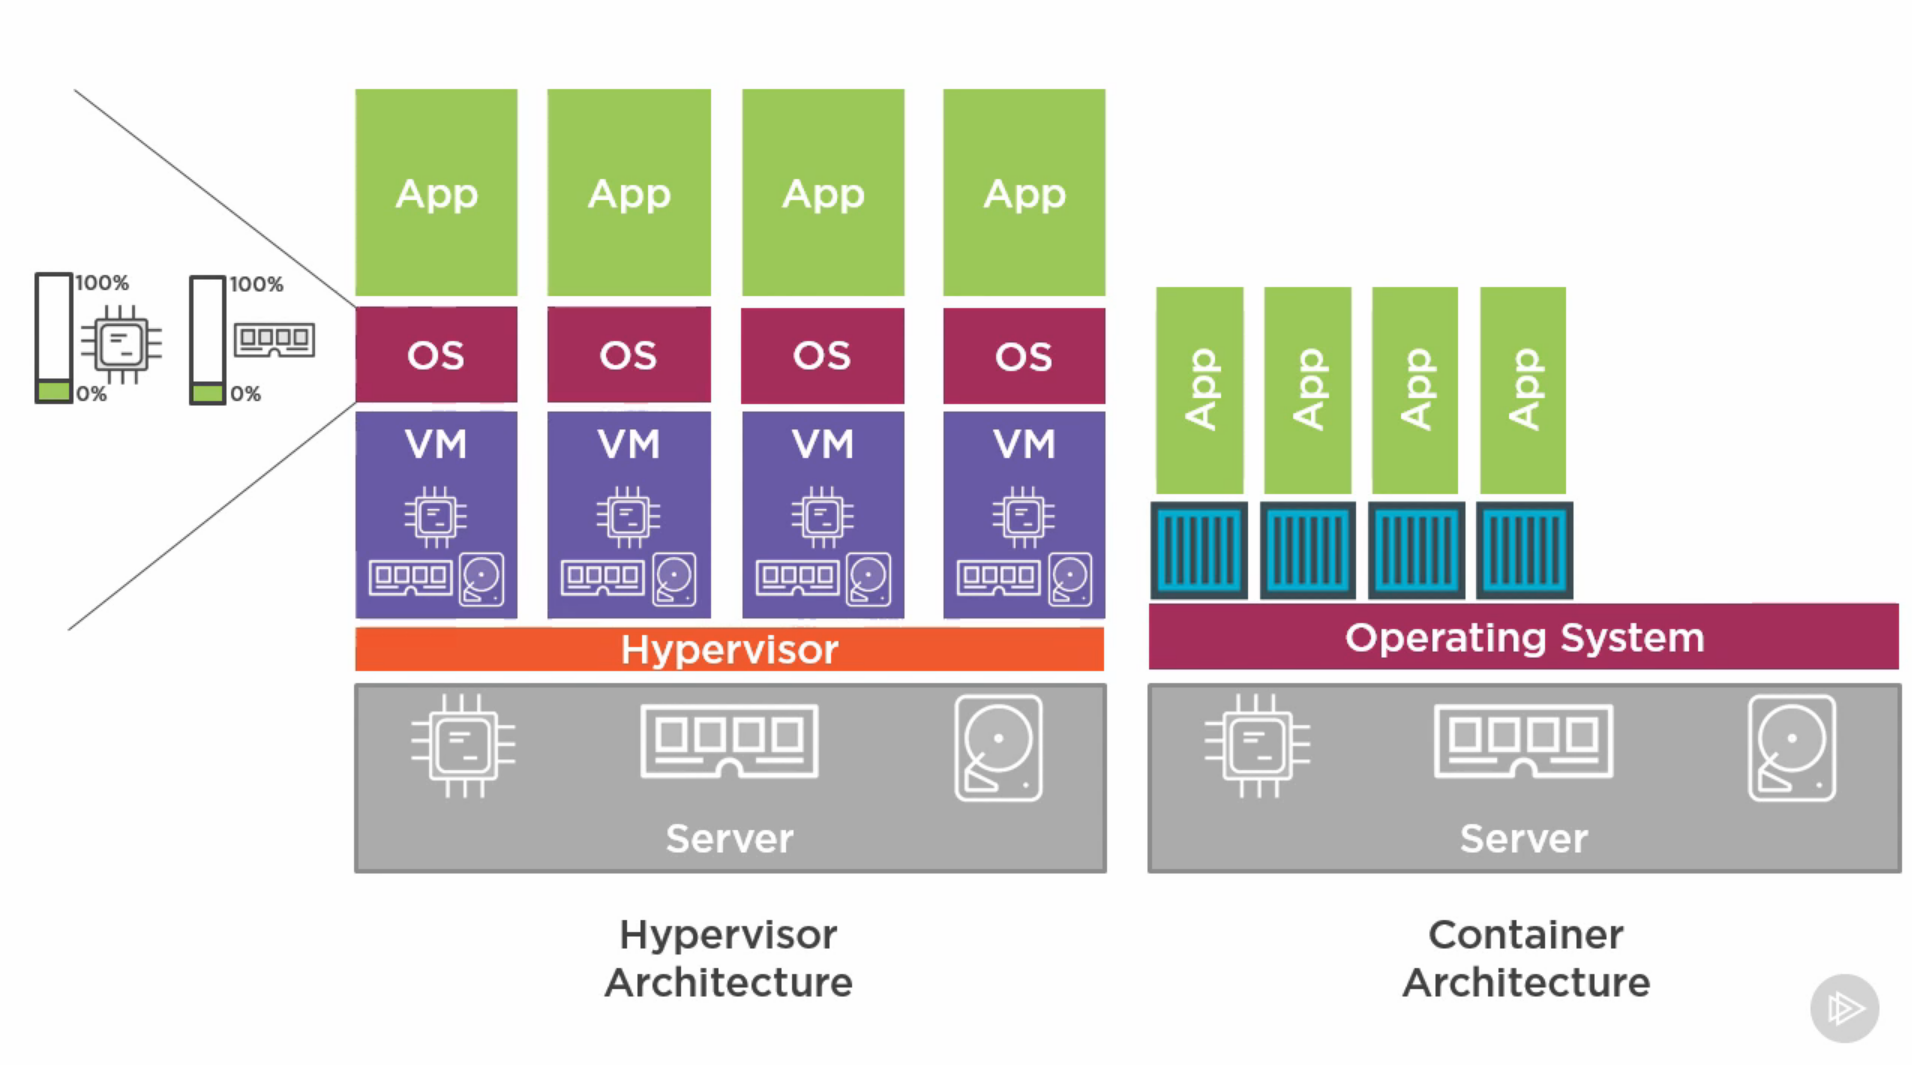 App
App
App
App
100%
0%
100%
0%
OS
OS
OS
OS
VM
VM
VM
VM
Hypervisor
Server
Hypervisor
Architecture
App
App
App
App
Operating System
Server
Container
Architecture